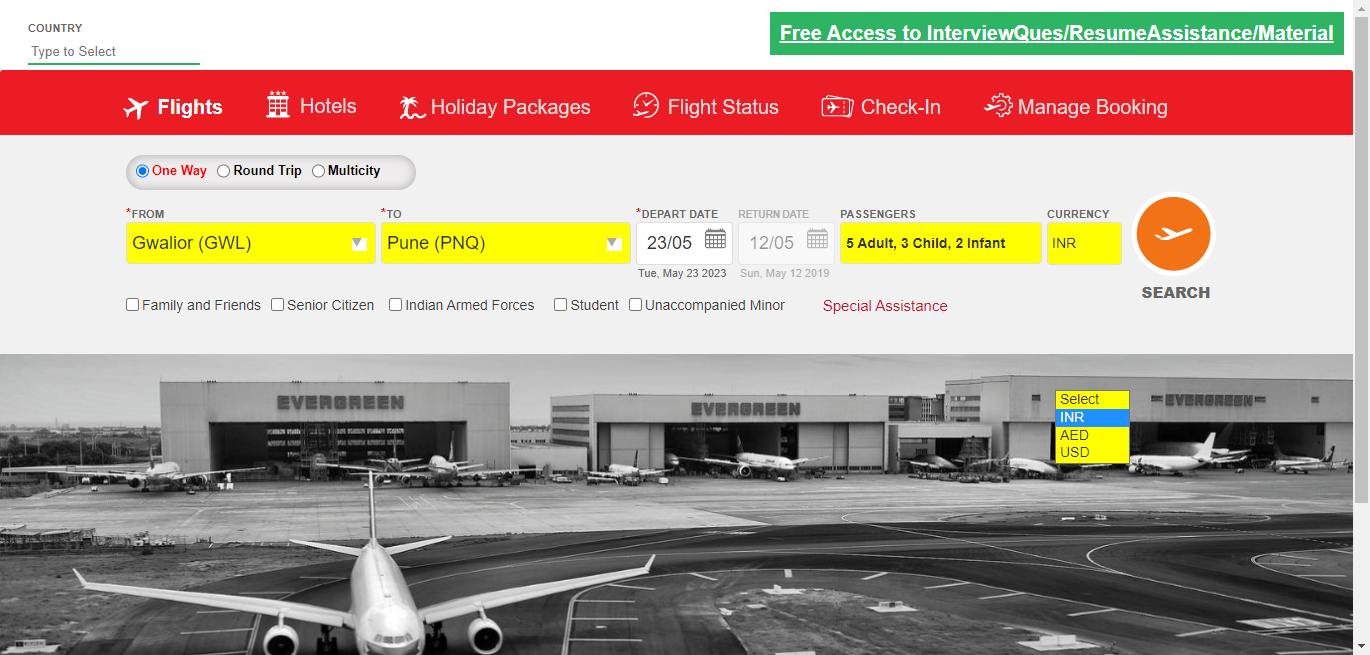 COUNTRY
Type to Select
Free Access to InterviewQues/ResumeAssistance/Material
Flights Hotels Holiday Packages Flight Status Check-In Manage Booking
One Way Round Trip Multicity
*FROM *TO *DEPART DATE RETURN DATE PASSENGERS CURRENCY
Gwalior (GWL) Pune (PNQ) 23/05 12/05 5 Adult, 3 Child, 2 Infant INR
Tue, May 23 2023 Sun, May 12 2019
SEARCH
Family and Friends Senior Citizen Indian Armed Forces Student Unaccompanied Minor Special Assistance
EVERGREEN EVERGREEN EVERGREEN
Select
INR
AED
USD